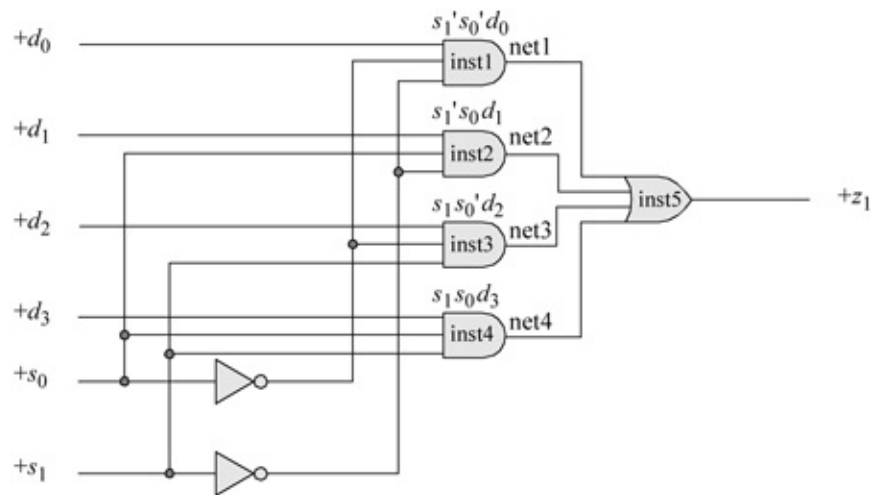 s₁'s₀'d₀
+d₀
net1
inst1
s₁'s₀d₁
+d₁
net2
inst2
+z₁
inst5
s₁s₀'d₂
+d₂
net3
inst3
s₁s₀d₃
+d₃
net4
inst4
+s₀
+s₁